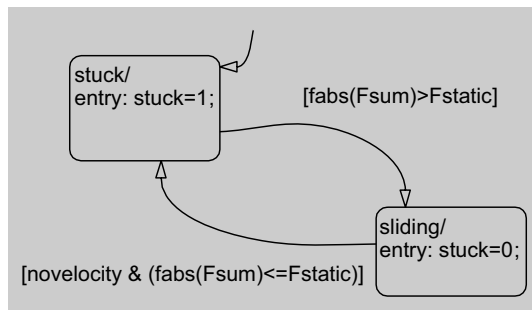 stuck/
entry: stuck=1;
[fabs(Fsum)>Fstatic]
sliding/
entry: stuck=0;
[novelocity & (fabs(Fsum)<=Fstatic)]